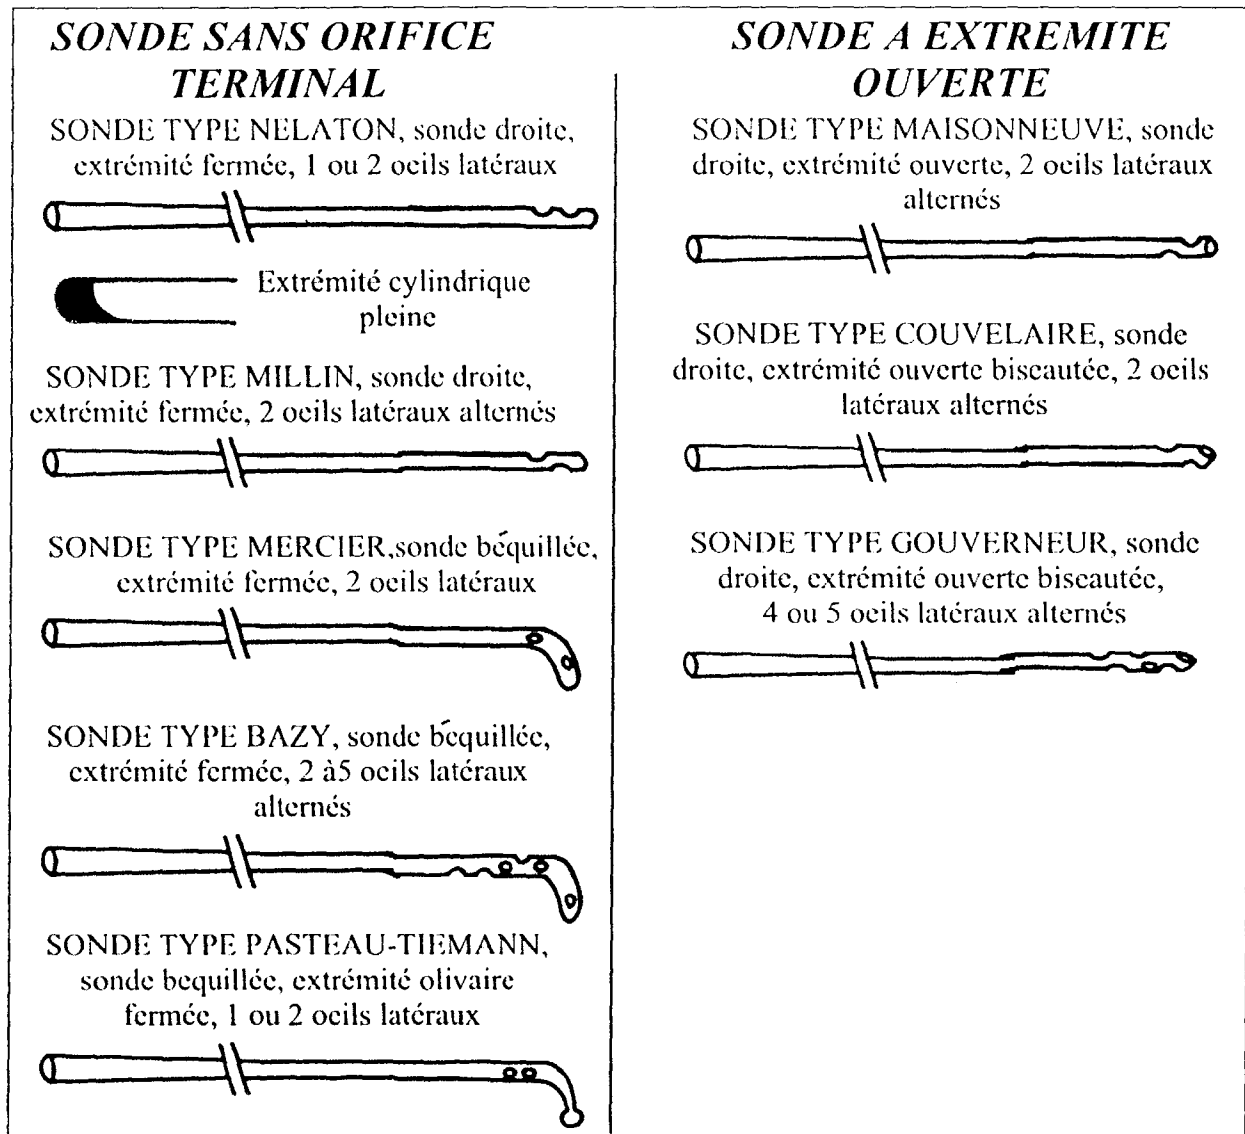 SONDE SANS ORIFICE
TERMINAL
SONDE TYPE NELATON, sonde droite,
extrémité fermée, 1 ou 2 oeils latéraux
Extrémité cylindrique
pleine
SONDE TYPE MILLIN, sonde droite,
extrémité fermée, 2 oeils latéraux alternés
SONDE TYPE MERCIER,sonde béquillée,
extrémité fermée, 2 oeils latéraux
SONDE TYPE BAZY, sonde béquillée,
extrémité fermée, 2 à5 oeils latéraux
alternés
SONDE TYPE PASTEAU-TIEMANN,
sonde bequillée, extrémité olivaire
fermée, 1 ou 2 oeils latéraux
SONDE A EXTREMITE
OUVERTE
SONDE TYPE MAISONNEUVE, sonde
droite, extrémité ouverte, 2 oeils latéraux
alternés
SONDE TYPE COUVELAIRE, sonde
droite, extrémité ouverte biseautée, 2 oeils
latéraux alternés
SONDE TYPE GOUVERNEUR, sonde
droite, extrémité ouverte biseautée,
4 ou 5 oeils latéraux alternés